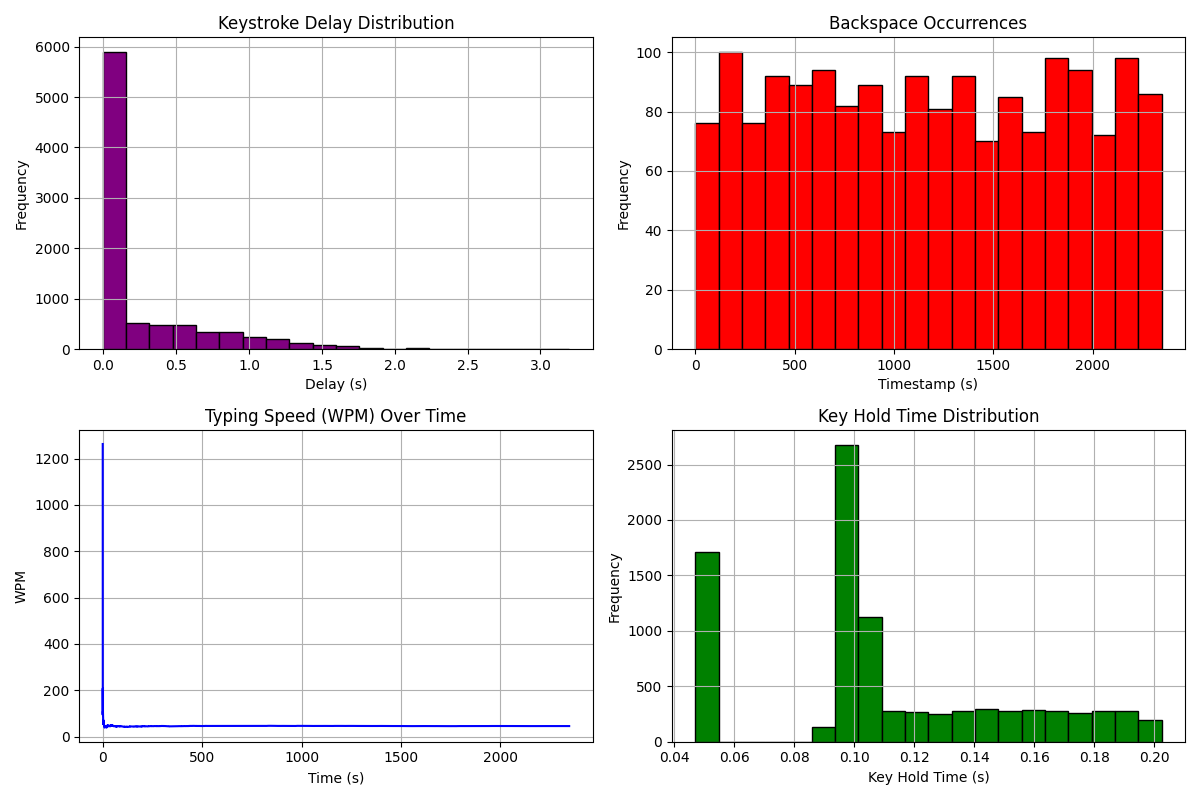 Keystroke Delay Distribution
6000
5000
4000
3000
2000
1000
0
Frequency
0.0 0.5 1.0 1.5 2.0 2.5 3.0
Delay (s)
Backspace Occurrences
100
80
60
40
20
0
Frequency
0 500 1000 1500 2000
Timestamp (s)
Typing Speed (WPM) Over Time
1200
1000
800
600
400
200
0
WPM
0 500 1000 1500 2000
Time (s)
Key Hold Time Distribution
2500
2000
1500
1000
500
0
Frequency
0.04 0.06 0.08 0.10 0.12 0.14 0.16 0.18 0.20
Key Hold Time (s)